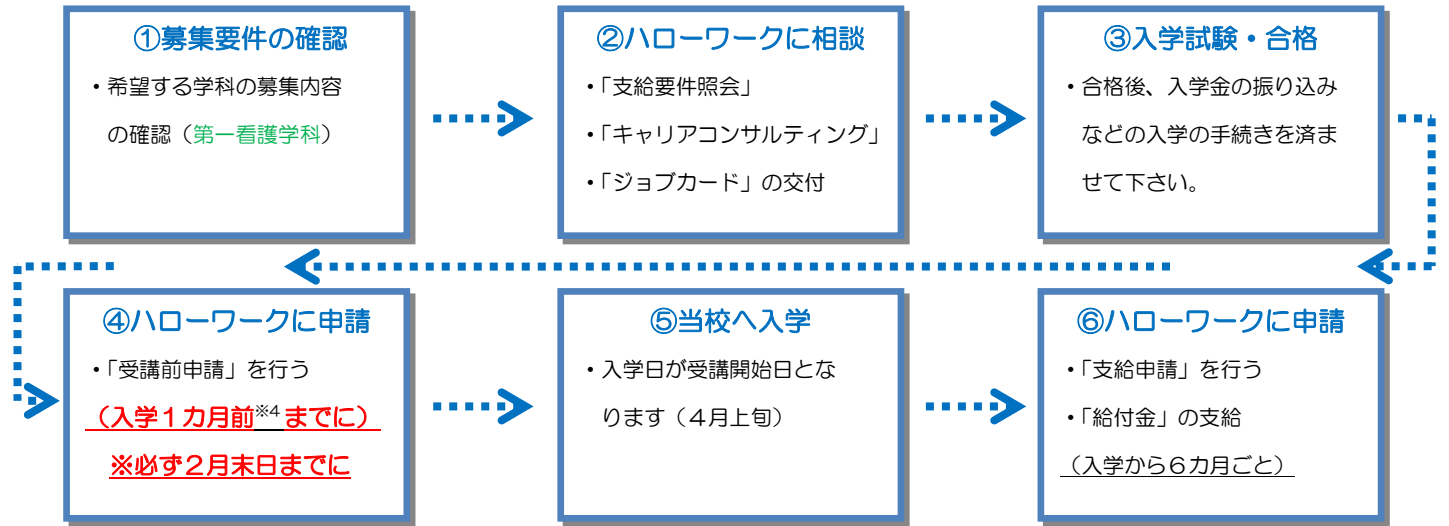 ①募集要件の確認
・希望する学科の募集内容
の確認（第一看護学科）
②ハローワークに相談
・「支給要件照会」
・「キャリアコンサルティング」
・「ジョブカード」の交付
③入学試験・合格
・合格後、入学金の振り込み
などの入学の手続きを済ま
せて下さい。
④ハローワークに申請
・「受講前申請」を行う
（入学１カ月前※4までに）
※必ず２月末日までに
⑤当校へ入学
・入学日が受講開始日とな
ります（４月上旬）
⑥ハローワークに申請
・「支給申請」を行う
・「給付金」の支給
（入学から６カ月ごと）